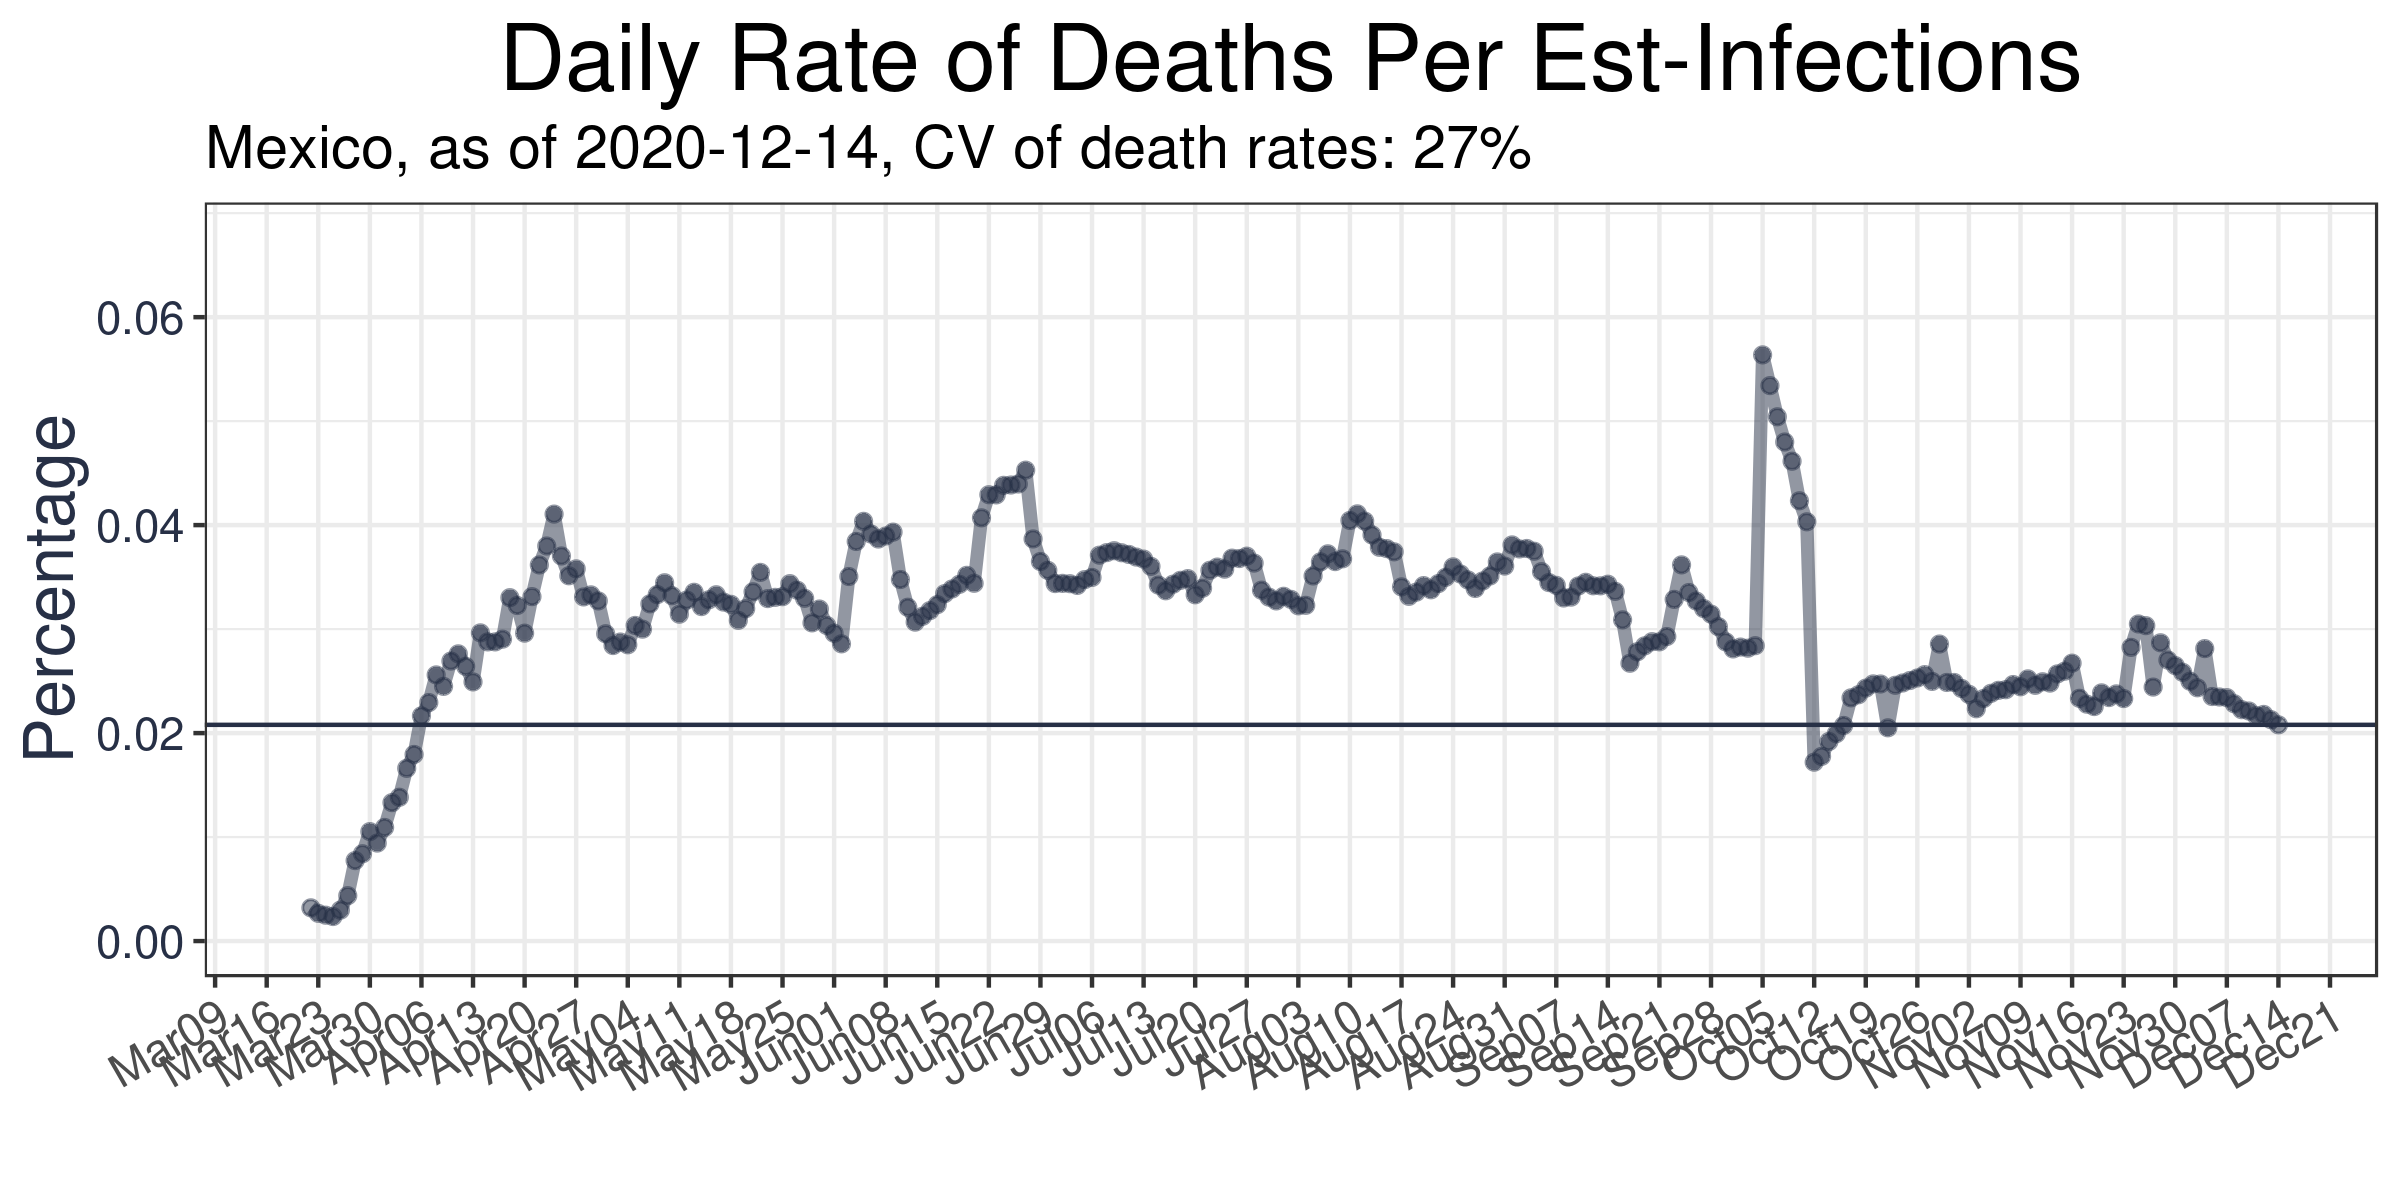 Daily Rate of Deaths Per Est-Infections
Mexico, as of 2020-12-14, CV of death rates: 27%
Percentage
0.06
0.04
0.02
0.00
Mar09
Mar16
Mar23
Mar30
Apr06
Apr13
Apr20
Apr27
May04
May11
May18
May25
Jun01
Jun08
Jun15
Jun22
Jun29
Jul06
Jul13
Jul20
Jul27
Aug03
Aug10
Aug17
Aug24
Aug31
Sep07
Sep14
Sep21
Sep28
Oct05
Oct12
Oct19
Oct26
Nov02
Nov09
Nov16
Nov23
Nov30
Dec07
Dec14
Dec21